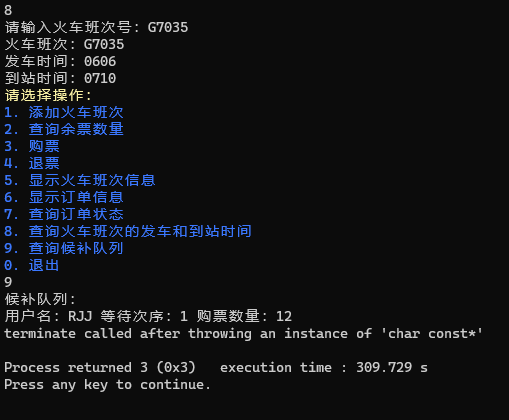 8
请输入火车班次号：G7035
火车班次：G7035
发车时间：0606
到站时间：0710
请选择操作：
1. 添加火车班次
2. 查询余票数量
3. 购票
4. 退票
5. 显示火车班次信息
6. 显示订单信息
7. 查询订单状态
8. 查询火车班次的发车和到站时间
9. 查询候补队列
0. 退出
9
候补队列：
用户名：RJJ 等待次序：1 购票数量：12
terminate called after throwing an instance of 'char const*'
Process returned 3 (0x3)   execution time : 309.729 s
Press any key to continue.